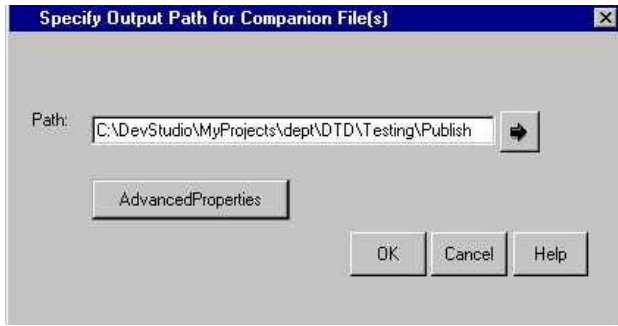 Specify Output Path for Companion File(s)
Path:
C:\DevStudio\MyProjects\dept\DTD\Testing\Publish
AdvancedProperties
OK Cancel Help